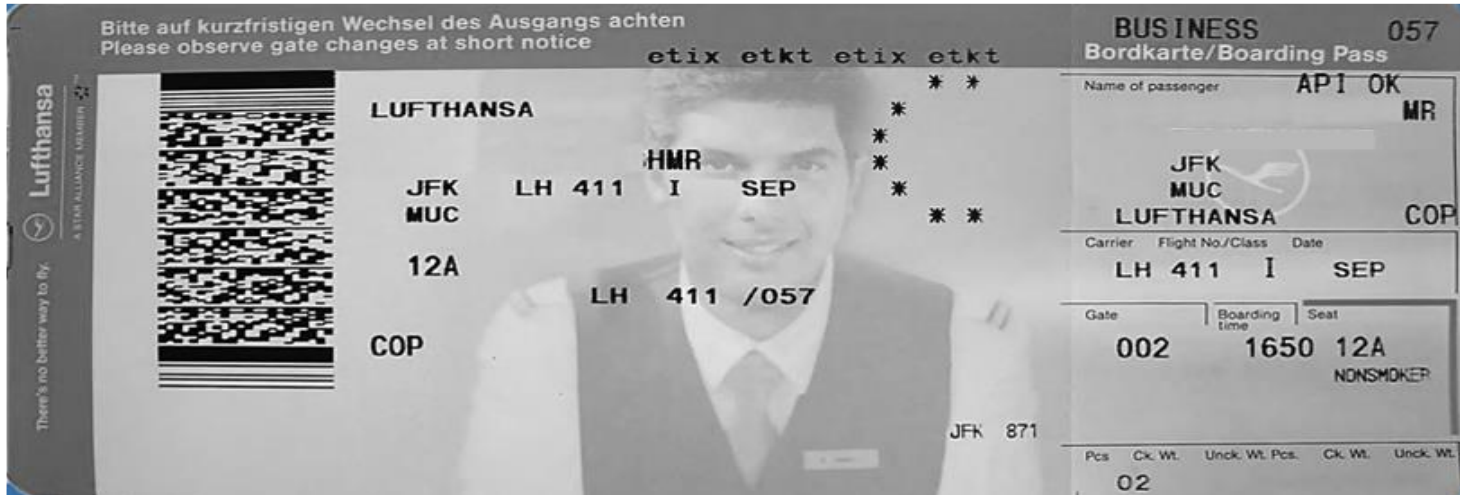 Bitte auf kurzfristigen Wechsel des Ausgangs achten
Please observe gate changes at short notice
etix etkt etix etkt
Lufthansa
A STAR ALLIANCE MEMBER
There's no better way to fly.
* *
LUFTHANSA *
*
HMR *
JFK LH 411 I SEP *
MUC * *
12A
LH 411 /057
COP
JFK 871
BUSINESS 057
Bordkarte/Boarding Pass
Name of passenger API OK
MR
JFK
MUC
LUFTHANSA COP
Carrier Flight No./Class Date
LH 411 I SEP
Gate Boarding time Seat
002 1650 12A
NONSMOKER
Pcs Ck. Wt. Unck. Wt. Pcs. Ck. Wt. Unck. Wt.
02